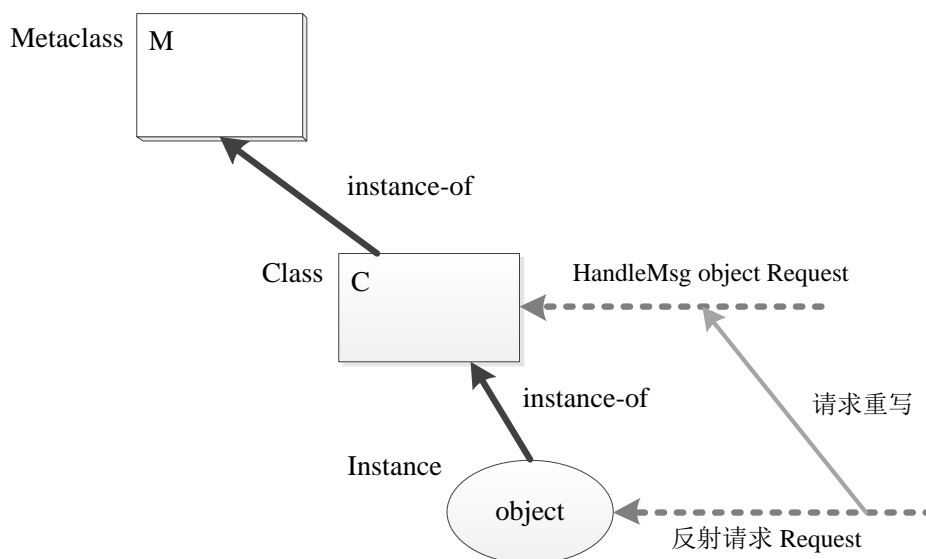 Metaclass
M
instance-of
Class
C
HandleMsg object Request
instance-of
请求重写
Instance
object
反射请求 Request